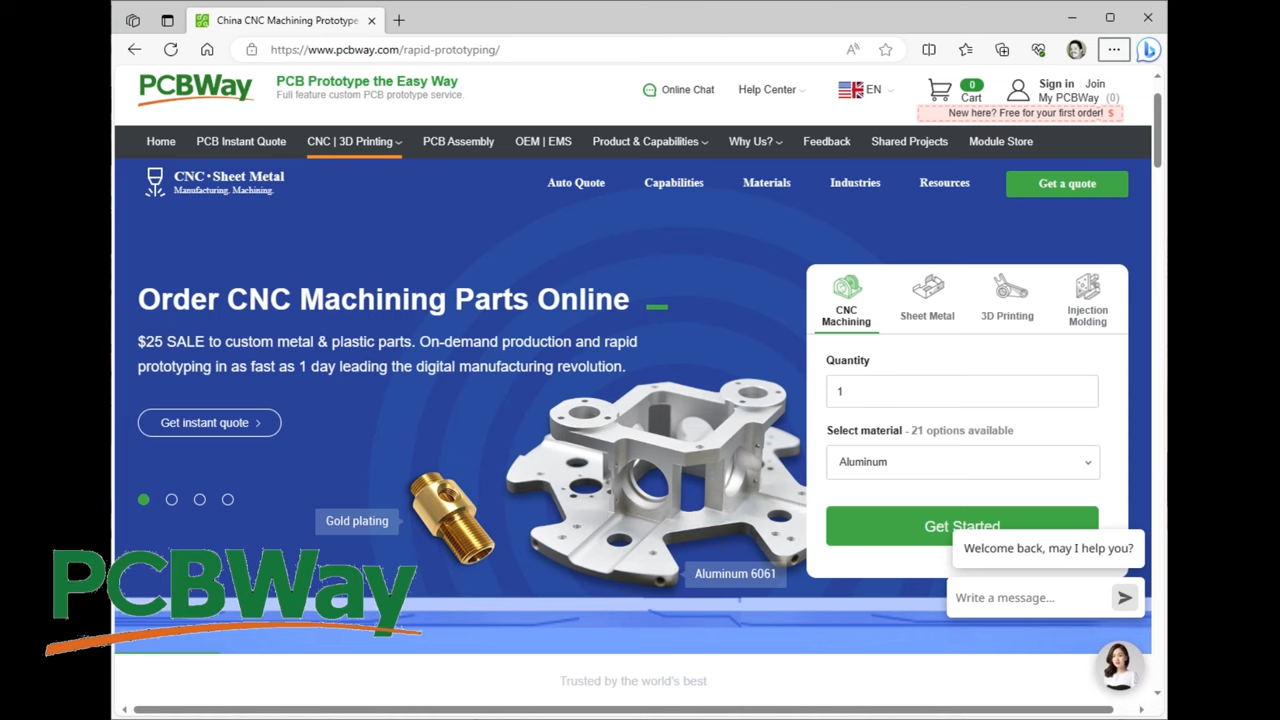 China CNC Machining Prototype
https://www.pcbway.com/rapid-prototyping/
PCBWay
PCB Prototype the Easy Way
Full feature custom PCB prototype service.
Online Chat
Help Center
EN
0
Cart
Sign in
Join
My PCBWay (0)
New here? Free for your first order! $
Home
PCB Instant Quote
CNC | 3D Printing
PCB Assembly
OEM | EMS
Product & Capabilities
Why Us?
Feedback
Shared Projects
Module Store
CNC·Sheet Metal
Manufacturing. Machining.
Auto Quote
Capabilities
Materials
Industries
Resources
Get a quote
Order CNC Machining Parts Online
$25 SALE to custom metal & plastic parts. On-demand production and rapid
prototyping in as fast as 1 day leading the digital manufacturing revolution.
Get instant quote
Gold plating
Aluminum 6061
CNC
Machining
Sheet Metal
3D Printing
Injection
Molding
Quantity
1
Select material - 21 options available
Aluminum
Get Started
Welcome back, may I help you?
Write a message...
PCBWay
Trusted by the world's best